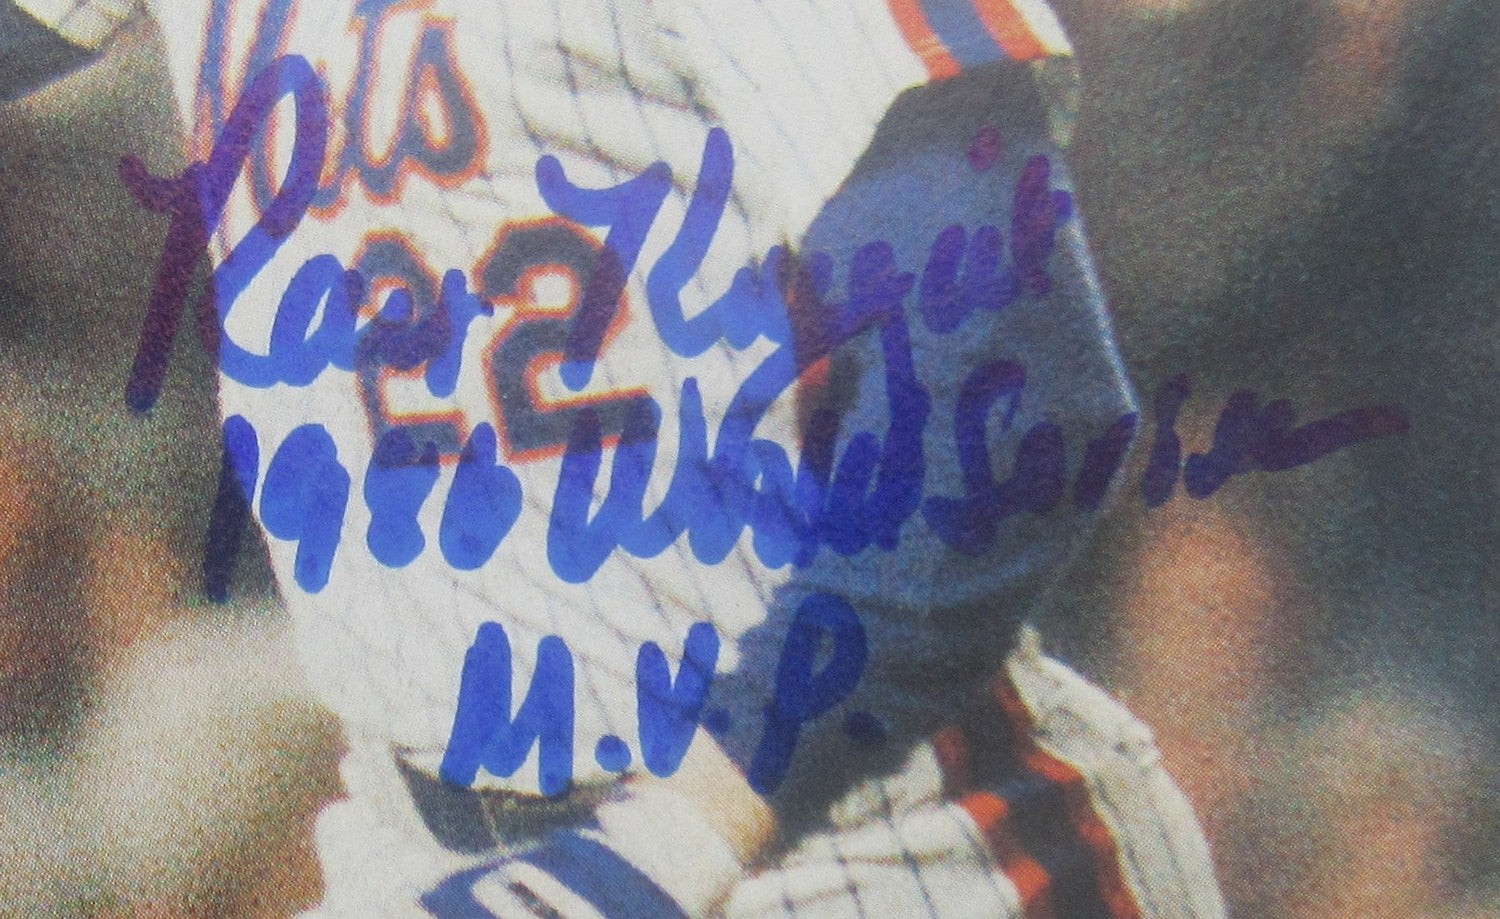 Mets
22
Ray Knight
1986 World Series
M.V.P.